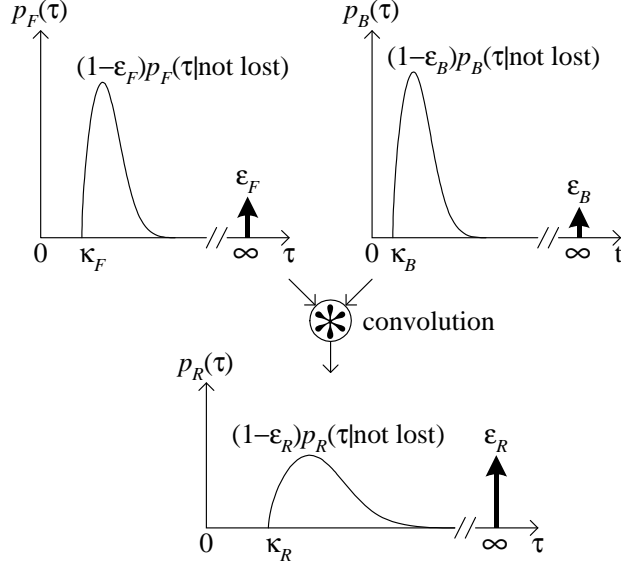 p_F(τ)
p_B(τ)
(1−ε_F)p_F(τ|not lost)
(1−ε_B)p_B(τ|not lost)
ε_F
ε_B
0 κ_F ∞ τ
0 κ_B ∞ t
convolution
p_R(τ)
(1−ε_R)p_R(τ|not lost)
ε_R
0 κ_R ∞ τ